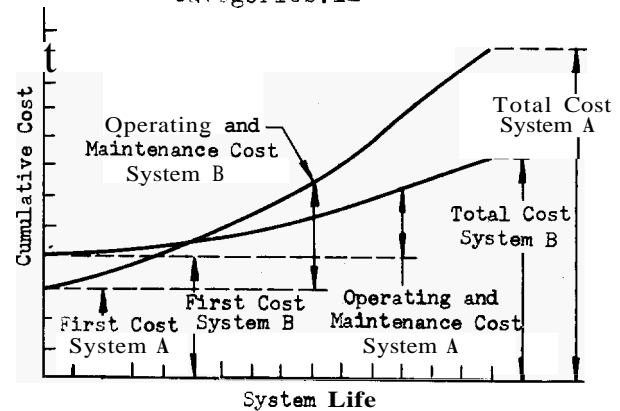 t
Cumulative Cost
Operating and
Maintenance Cost
System B
Total Cost
System A
Total Cost
System B
First Cost
System A
First Cost
System B
Operating and
Maintenance Cost
System A
System Life